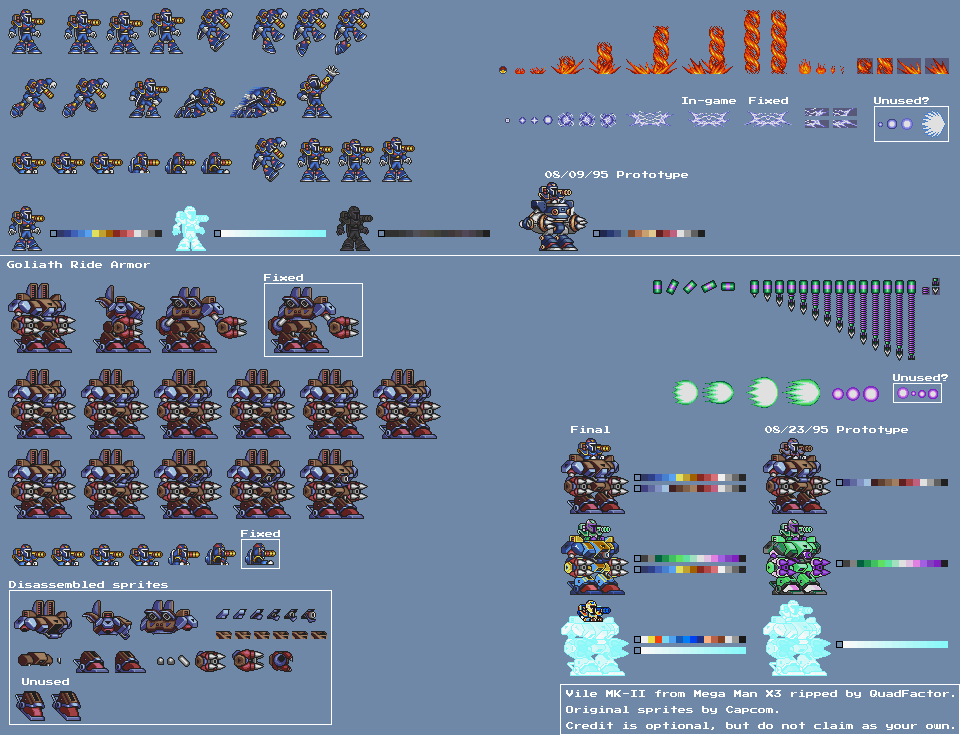 In-game Fixed Unused?
08/09/95 Prototype
Goliath Ride Armor
Fixed
Unused?
Final 08/23/95 Prototype
Fixed
Disassembled sprites
Unused
Vile MK-II from Mega Man X3 ripped by QuadFactor.
Original sprites by Capcom.
Credit is optional, but do not claim as your own.